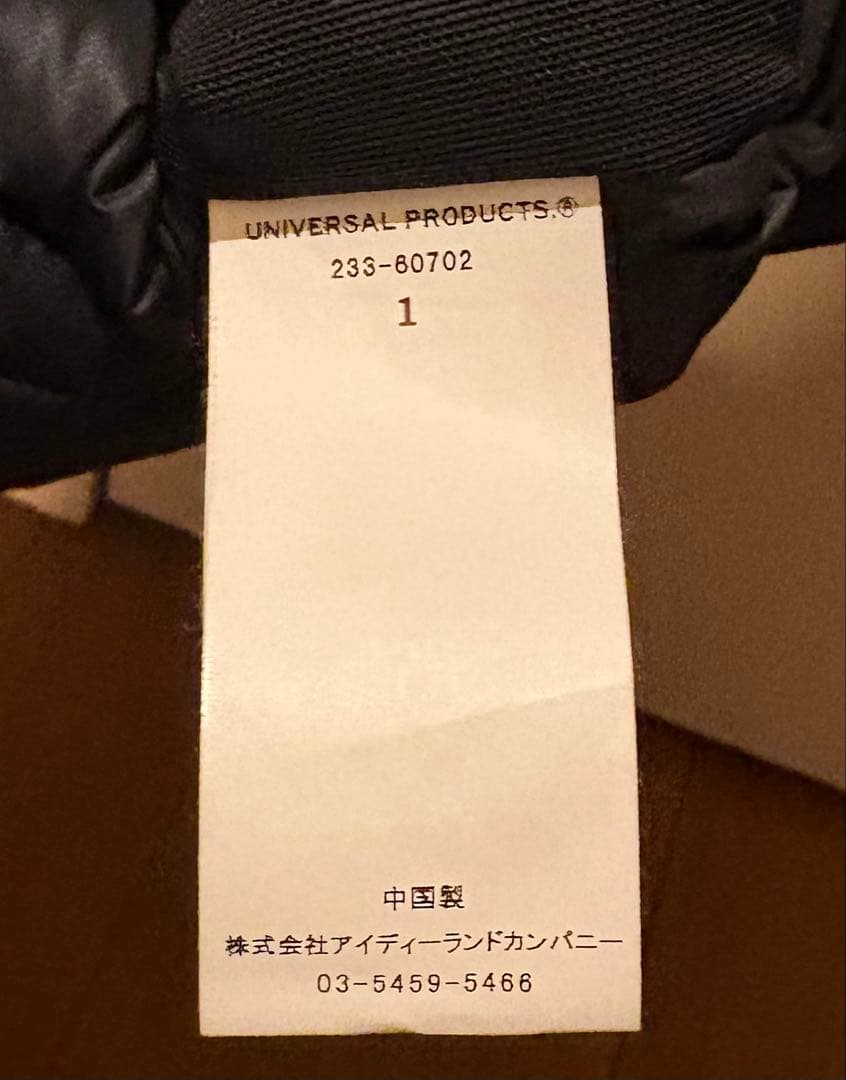 UNIVERSAL PRODUCTS.®
233-60702
1
中国製
株式会社アイディーランドカンパニー
03-5459-5466